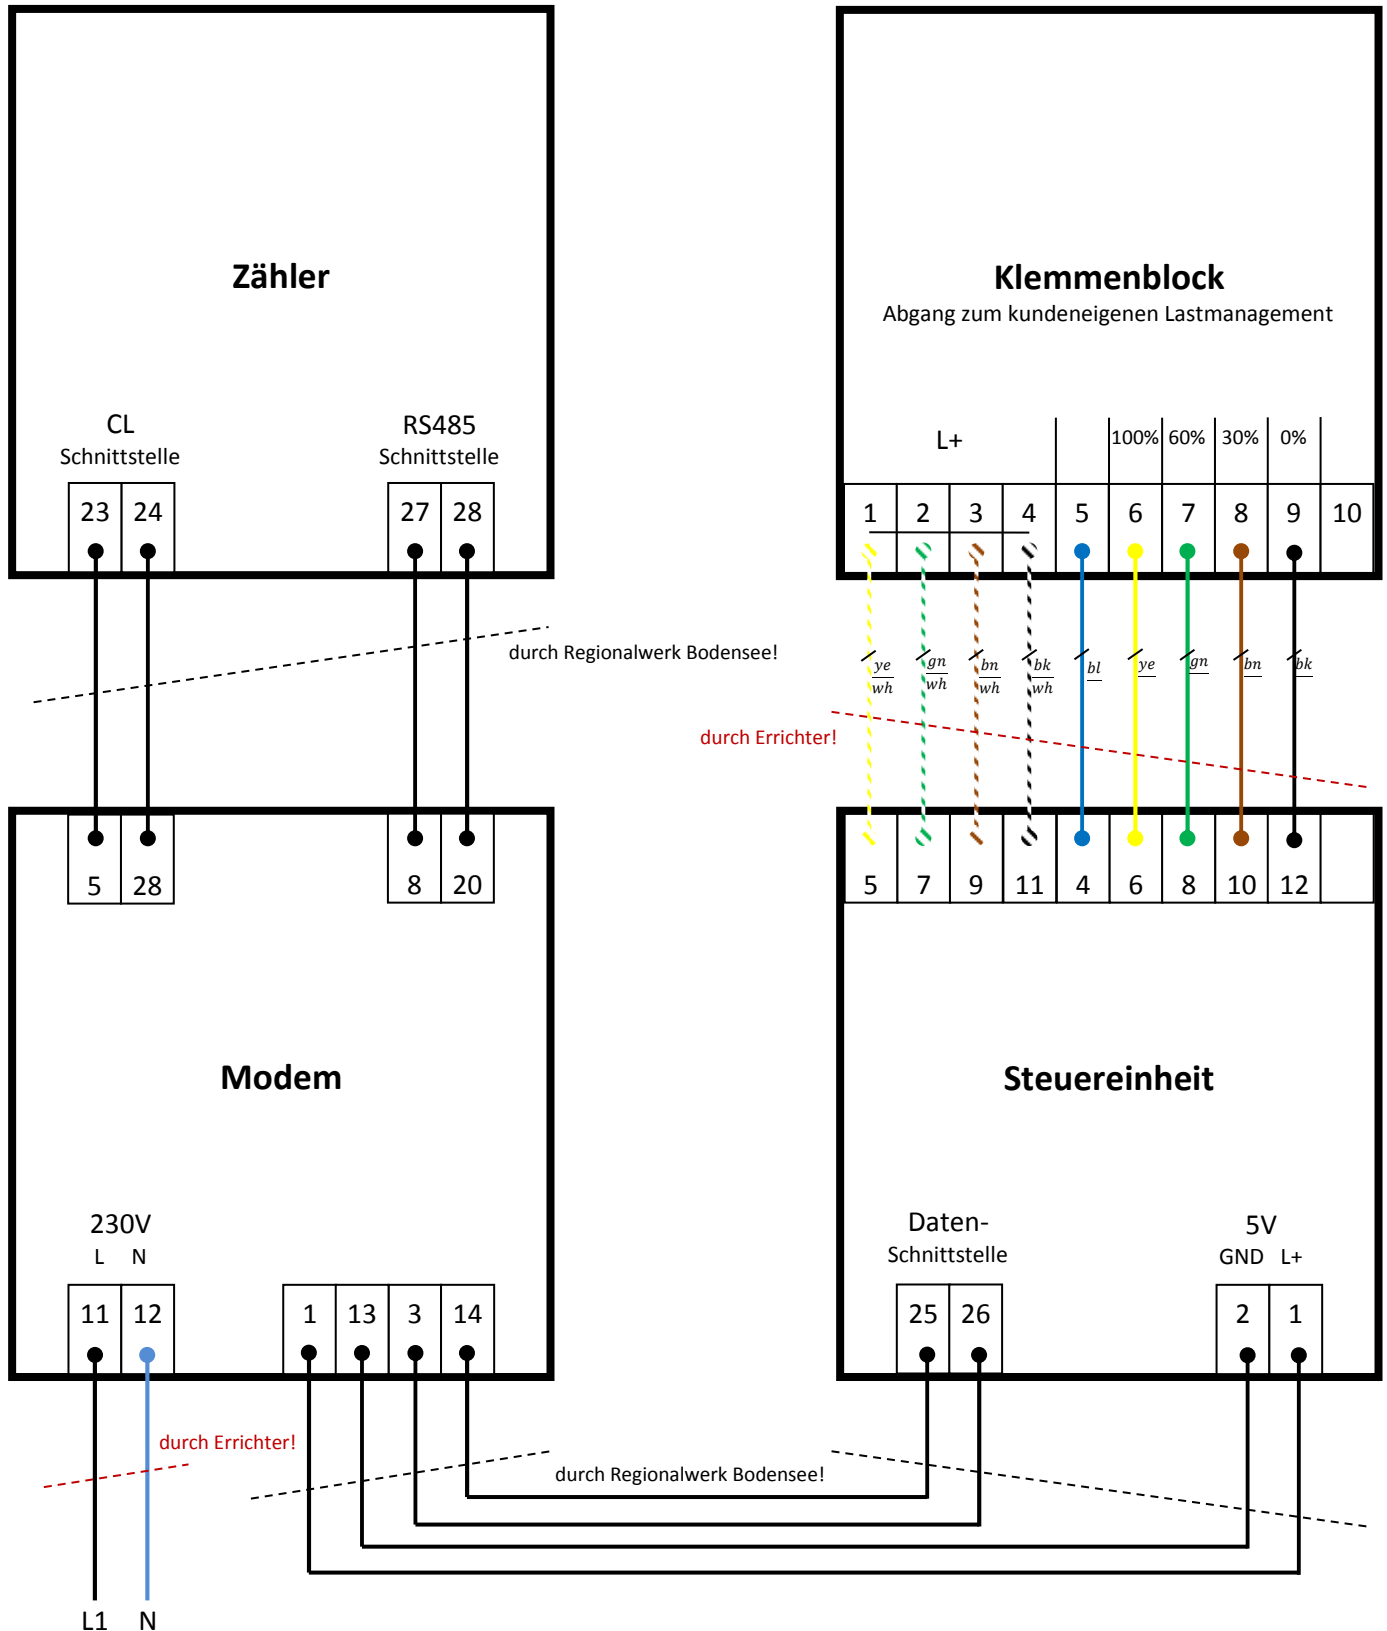 Zähler
CL
Schnittstelle
RS485
Schnittstelle
23 24
27 28
Klemmenblock
Abgang zum kundeneigenen Lastmanagement
L+
100% 60% 30% 0%
1 2 3 4 5 6 7 8 9 10
durch Regionalwerk Bodensee!
ye gn bn bk bl ye gn bn bk
wh wh wh wh
durch Errichter!
5 28
8 20
Modem
230V
L N
11 12
1 13 3 14
5 7 9 11 4 6 8 10 12
Steuereinheit
Daten-
Schnittstelle
5V
GND L+
25 26
2 1
durch Errichter!
durch Regionalwerk Bodensee!
L1 N